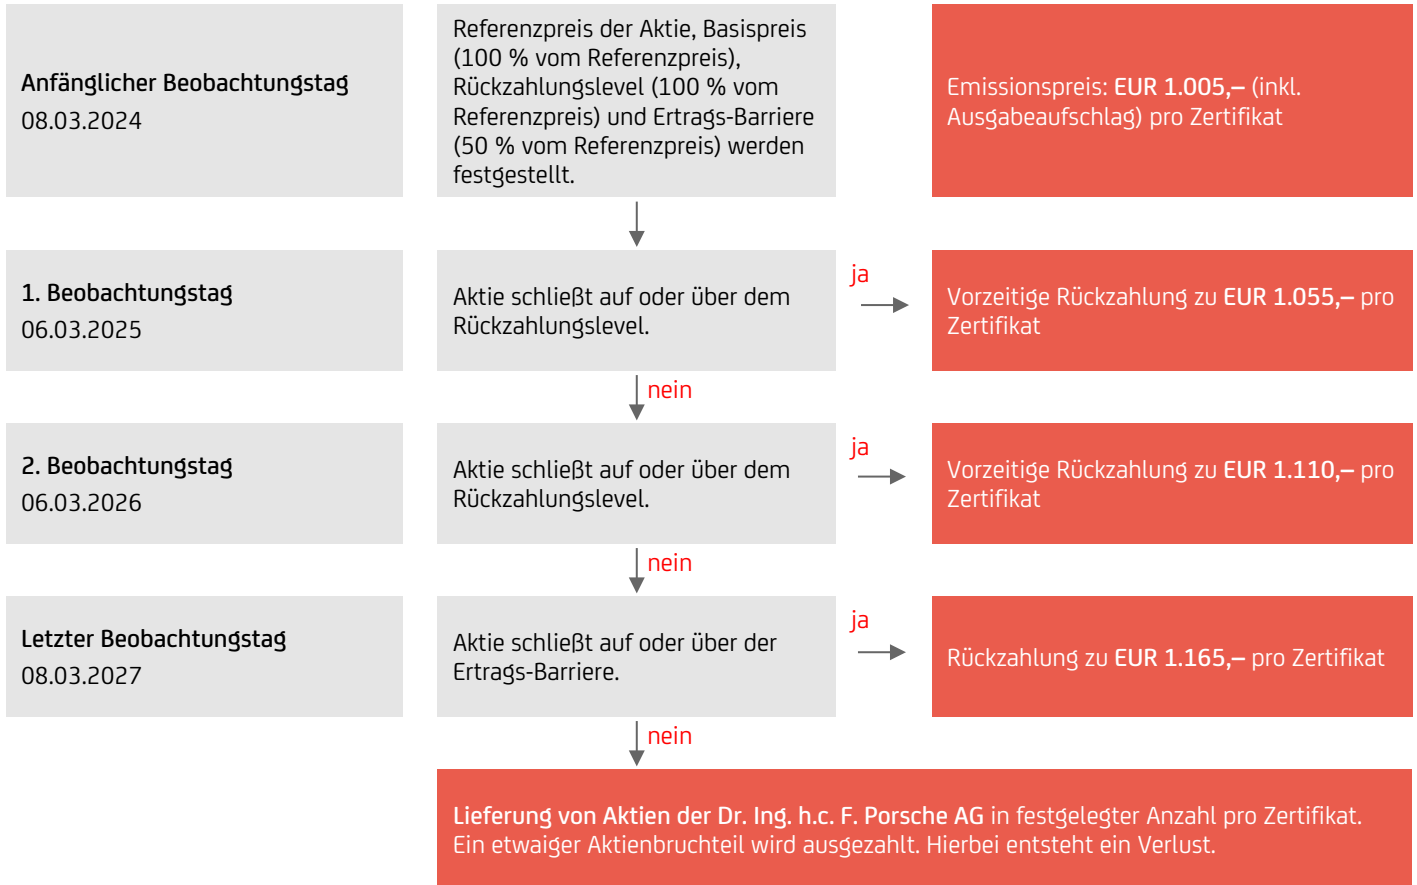 Anfänglicher Beobachtungstag
08.03.2024
Referenzpreis der Aktie, Basispreis
(100 % vom Referenzpreis),
Rückzahlungslevel (100 % vom
Referenzpreis) und Ertrags-Barriere
(50 % vom Referenzpreis) werden
festgestellt.
Emissionspreis: EUR 1.005,– (inkl.
Ausgabeaufschlag) pro Zertifikat
1. Beobachtungstag
06.03.2025
Aktie schließt auf oder über dem
Rückzahlungslevel.
ja
Vorzeitige Rückzahlung zu EUR 1.055,– pro
Zertifikat
nein
2. Beobachtungstag
06.03.2026
Aktie schließt auf oder über dem
Rückzahlungslevel.
ja
Vorzeitige Rückzahlung zu EUR 1.110,– pro
Zertifikat
nein
Letzter Beobachtungstag
08.03.2027
Aktie schließt auf oder über der
Ertrags-Barriere.
ja
Rückzahlung zu EUR 1.165,– pro Zertifikat
nein
Lieferung von Aktien der Dr. Ing. h.c. F. Porsche AG in festgelegter Anzahl pro Zertifikat.
Ein etwaiger Aktienbruchteil wird ausgezahlt. Hierbei entsteht ein Verlust.